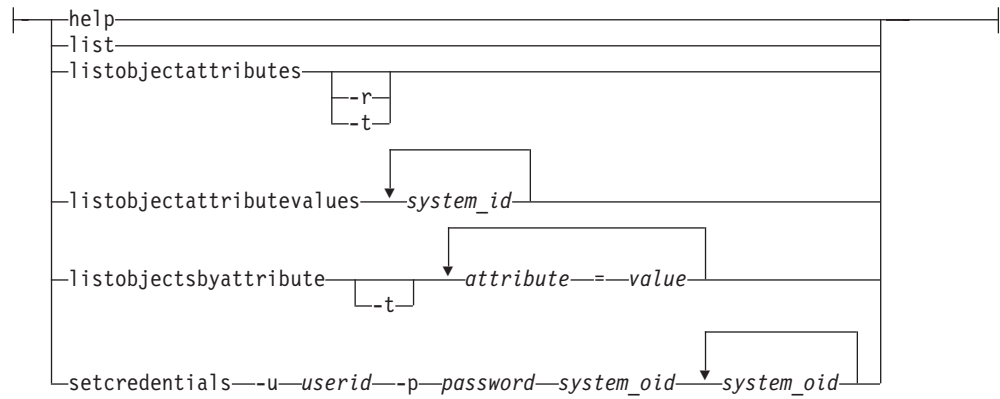 help
list
listobjectattributes
-r
-t
listobjectattributevalues system_id
listobjectsbyattribute attribute = value
-t
setcredentials -u userid -p password system_oid system_oid